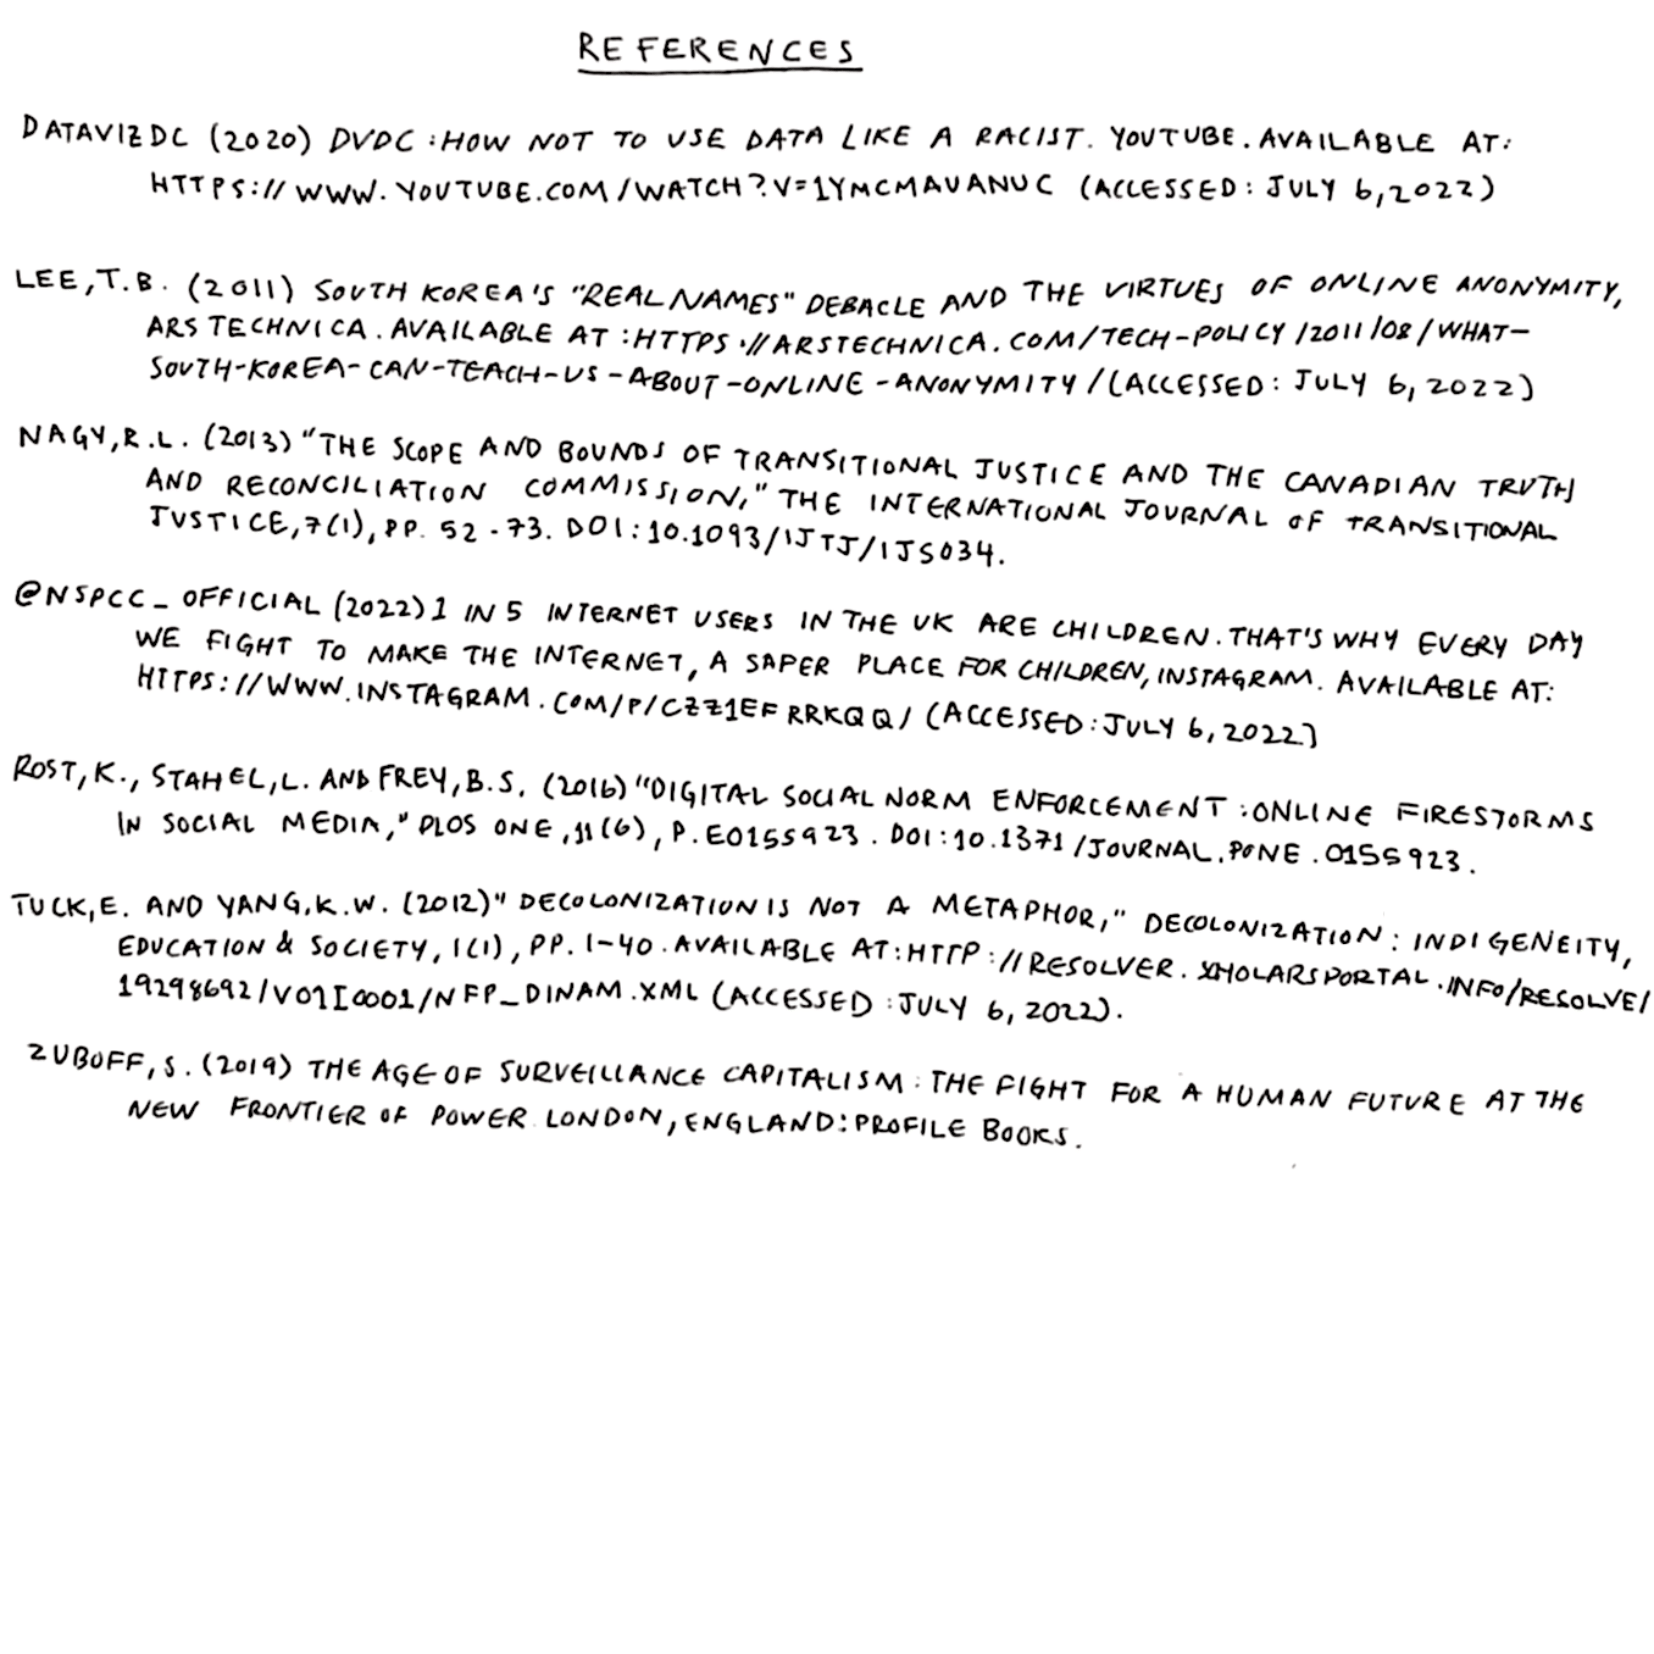 REFERENCES
DATAVIZDC (2020) DVDC : HOW NOT TO USE DATA LIKE A RACIST. YOUTUBE. AVAILABLE AT:
HTTPS://WWW.YOUTUBE.COM/WATCH?V=1YMCMAUANUC (ACCESSED: JULY 6,2022)
LEE,T.B. (2011) SOUTH KOREA'S "REAL NAMES" DEBACLE AND THE VIRTUES OF ONLINE ANONYMITY,
ARS TECHNICA. AVAILABLE AT :HTTPS://ARSTECHNICA.COM/TECH-POLICY/2011/08/WHAT-
SOUTH-KOREA-CAN-TEACH-US-ABOUT-ONLINE-ANONYMITY/(ACCESSED: JULY 6, 2022)
NAGY,R.L. (2013) "THE SCOPE AND BOUNDS OF TRANSITIONAL JUSTICE AND THE CANADIAN TRUTH
AND RECONCILIATION COMMISSION," THE INTERNATIONAL JOURNAL OF TRANSITIONAL
JUSTICE,7(1), PP. 52-73. DOI:10.1093/IJTJ/IJS034.
@NSPCC_OFFICIAL (2022) 1 IN 5 INTERNET USERS IN THE UK ARE CHILDREN. THAT'S WHY EVERY DAY
WE FIGHT TO MAKE THE INTERNET, A SAPER PLACE FOR CHILDREN, INSTAGRAM. AVAILABLE AT:
HTTPS://WWW.INSTAGRAM.COM/P/CZZ1EFRRKQQ/ (ACCESSED: JULY 6,2022)
ROST, K., STAHEL,L. AND FREY,B.S. (2016) "DIGITAL SOCIAL NORM ENFORCEMENT : ONLINE FIRESTORMS
IN SOCIAL MEDIA," PLOS ONE ,11(6), P. E0155923. DOI:10.1371/JOURNAL.PONE.0155923.
TUCK,E. AND YANG,K.W. (2012)" DECOLONIZATION IS NOT A METAPHOR," DECOLONIZATION: INDIGENEITY,
EDUCATION & SOCIETY, 1(1), PP. 1-40. AVAILABLE AT:HTTP://RESOLVER.SCHOLARSPORTAL.INFO/RESOLVE/
19298692/V01I0001/NFP_DINAM.XML (ACCESSED : JULY 6, 2022).
ZUBOFF, S. (2019) THE AGE OF SURVEILLANCE CAPITALISM : THE FIGHT FOR A HUMAN FUTURE AT THE
NEW FRONTIER OF POWER LONDON, ENGLAND: PROFILE BOOKS.